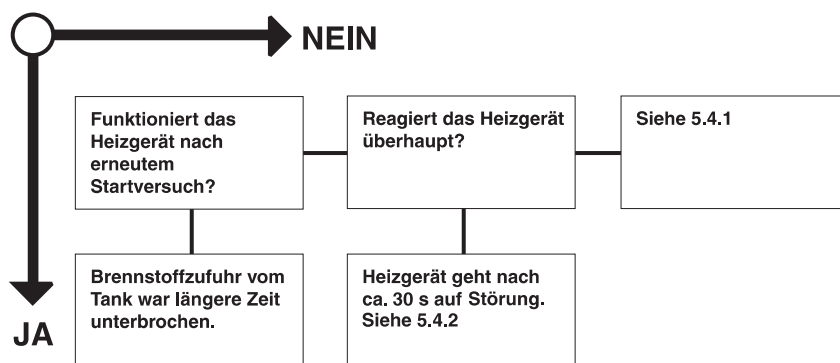 NEIN
Funktioniert das
Heizgerät nach
erneutem
Startversuch?
Reagiert das Heizgerät
überhaupt?
Siehe 5.4.1
Brennstoffzufuhr vom
Tank war längere Zeit
unterbrochen.
Heizgerät geht nach
ca. 30 s auf Störung.
Siehe 5.4.2
JA